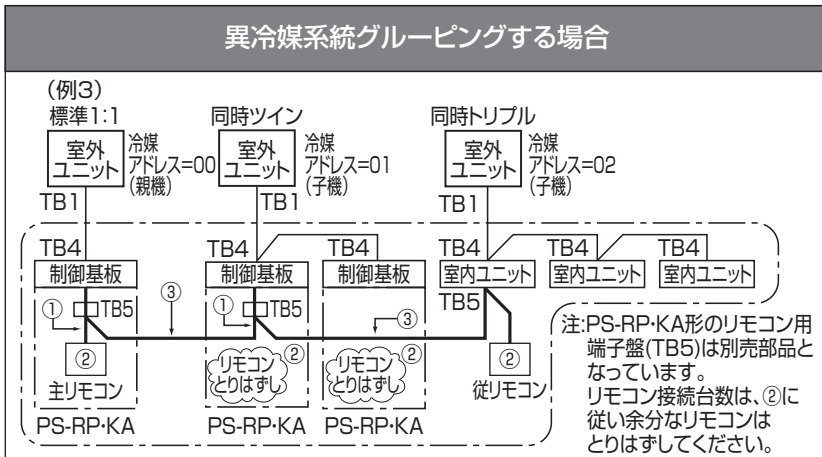 異冷媒系統グルーピングする場合
(例3)
標準1:1
同時ツイン
同時トリプル
室外
ユニット
冷媒
アドレス=00
(親機)
室外
ユニット
冷媒
アドレス=01
(子機)
室外
ユニット
冷媒
アドレス=02
(子機)
TB1
TB1
TB1
TB4
TB4
TB4
TB4
TB4
TB4
制御基板
制御基板
制御基板
室内ユニット
室内ユニット
室内ユニット
①
TB5
③
①
TB5
③
TB5
②
主リモコン
リモコン
とりはずし
②
リモコン
とりはずし
②
②
従リモコン
PS-RP・KA
PS-RP・KA
PS-RP・KA
注:PS-RP・KA形のリモコン用
端子盤(TB5)は別売部品と
なっています。
リモコン接続台数は、②に
従い余分なリモコンは
とりはずしてください。